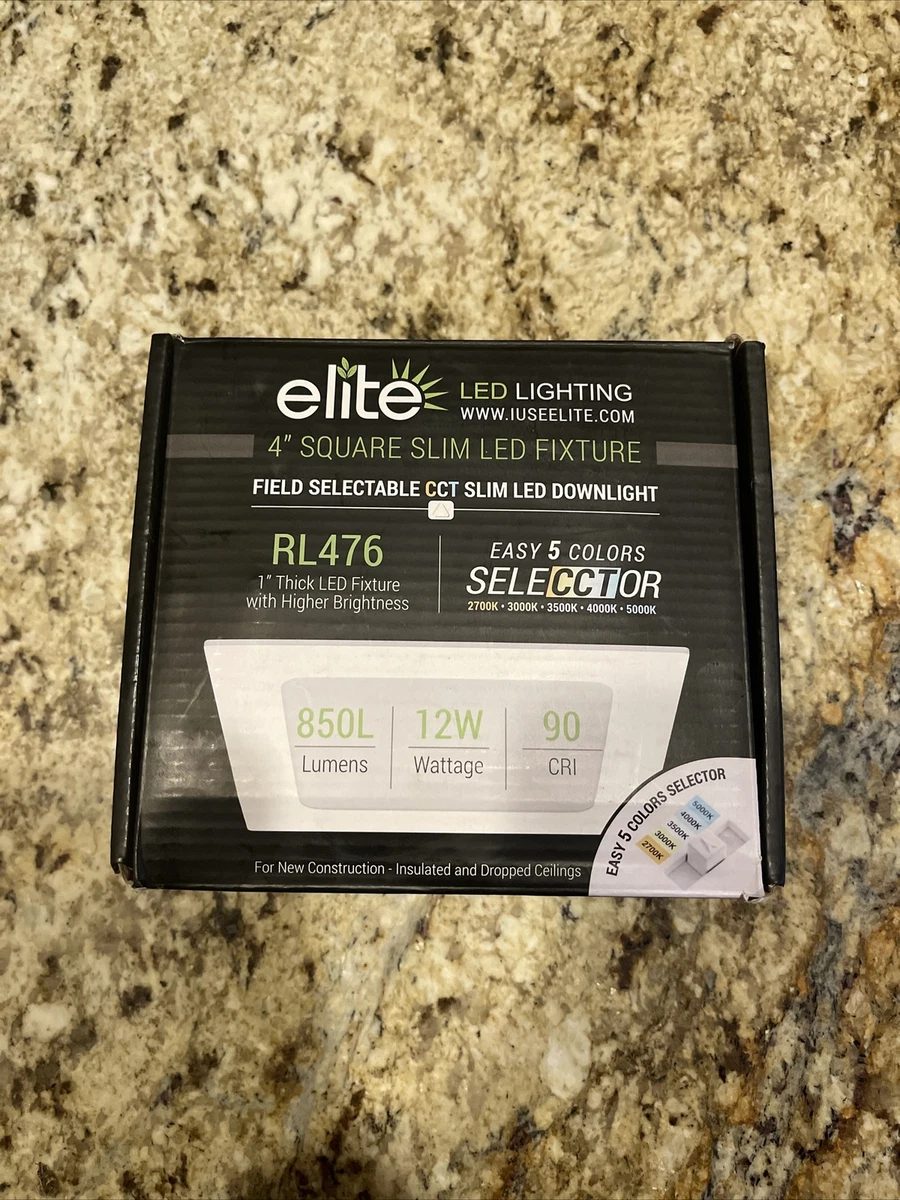 elite LED LIGHTING
WWW.IUSEELITE.COM
4" SQUARE SLIM LED FIXTURE
FIELD SELECTABLE CCT SLIM LED DOWNLIGHT
RL476
1" Thick LED Fixture
with Higher Brightness
EASY 5 COLORS
SELECCTOR
2700K • 3000K • 3500K • 4000K • 5000K
850L
Lumens
12W
Wattage
90
CRI
EASY 5 COLORS SELECTOR
5000K
4000K
3500K
3000K
2700K
For New Construction - Insulated and Dropped Ceilings